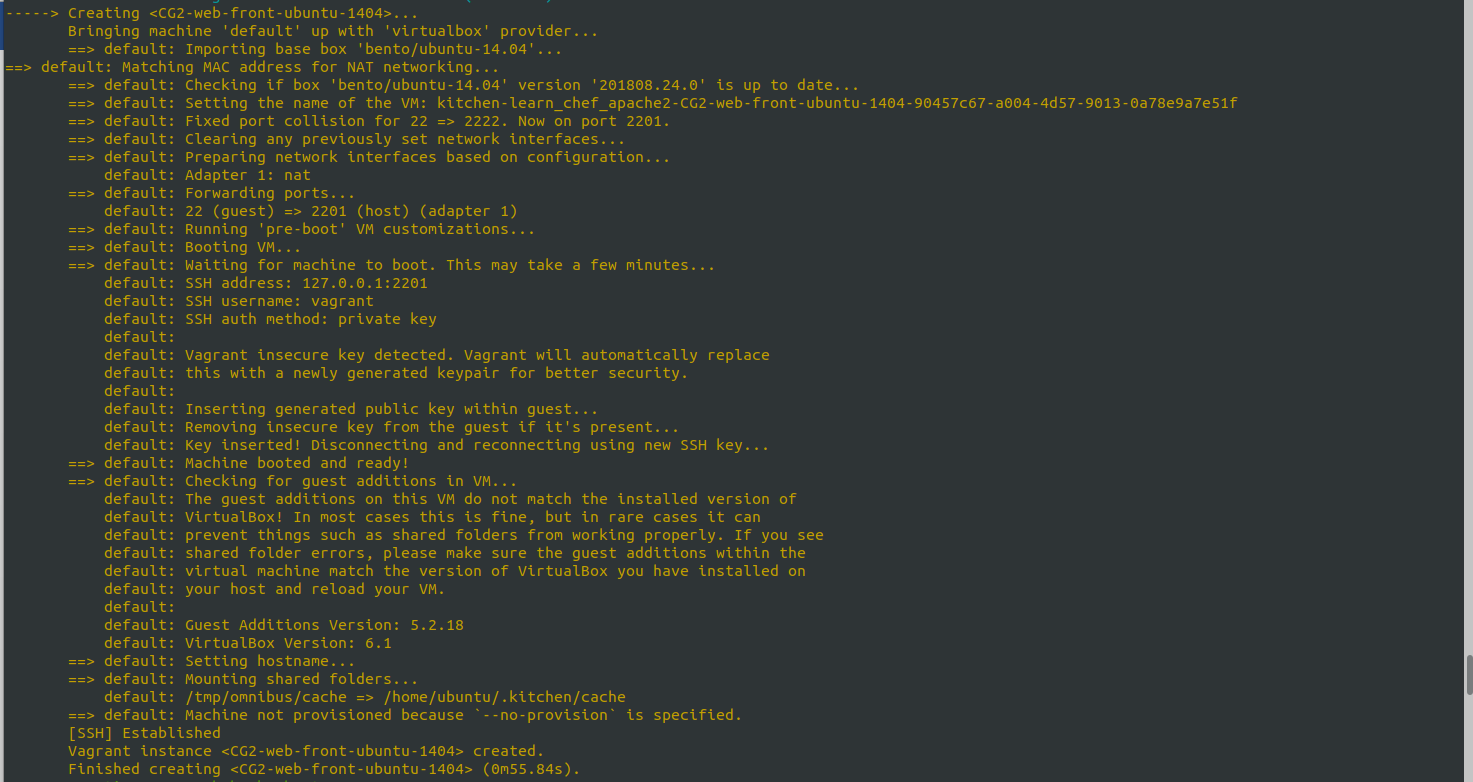 -----> Creating <CG2-web-front-ubuntu-1404>...
Bringing machine 'default' up with 'virtualbox' provider...
==> default: Importing base box 'bento/ubuntu-14.04'...
==> default: Matching MAC address for NAT networking...
==> default: Checking if box 'bento/ubuntu-14.04' version '201808.24.0' is up to date...
==> default: Setting the name of the VM: kitchen-learn_chef_apache2-CG2-web-front-ubuntu-1404-90457c67-a004-4d57-9013-0a78e9a7e51f
==> default: Fixed port collision for 22 => 2222. Now on port 2201.
==> default: Clearing any previously set network interfaces...
==> default: Preparing network interfaces based on configuration...
default: Adapter 1: nat
==> default: Forwarding ports...
default: 22 (guest) => 2201 (host) (adapter 1)
==> default: Running 'pre-boot' VM customizations...
==> default: Booting VM...
==> default: Waiting for machine to boot. This may take a few minutes...
default: SSH address: 127.0.0.1:2201
default: SSH username: vagrant
default: SSH auth method: private key
default:
default: Vagrant insecure key detected. Vagrant will automatically replace
default: this with a newly generated keypair for better security.
default:
default: Inserting generated public key within guest...
default: Removing insecure key from the guest if it's present...
default: Key inserted! Disconnecting and reconnecting using new SSH key...
==> default: Machine booted and ready!
==> default: Checking for guest additions in VM...
default: The guest additions on this VM do not match the installed version of
default: VirtualBox! In most cases this is fine, but in rare cases it can
default: prevent things such as shared folders from working properly. If you see
default: shared folder errors, please make sure the guest additions within the
default: virtual machine match the version of VirtualBox you have installed on
default: your host and reload your VM.
default:
default: Guest Additions Version: 5.2.18
default: VirtualBox Version: 6.1
==> default: Setting hostname...
==> default: Mounting shared folders...
default: /tmp/omnibus/cache => /home/ubuntu/.kitchen/cache
==> default: Machine not provisioned because `--no-provision` is specified.
[SSH] Established
Vagrant instance <CG2-web-front-ubuntu-1404> created.
Finished creating <CG2-web-front-ubuntu-1404> (0m55.84s).